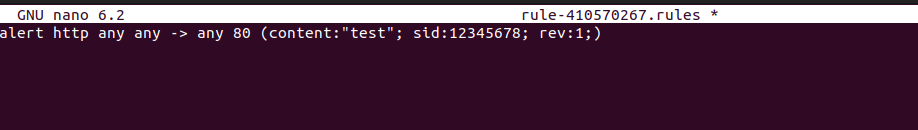 GNU nano 6.2 rule-410570267.rules *
alert http any any -> any 80 (content:"test"; sid:12345678; rev:1;)